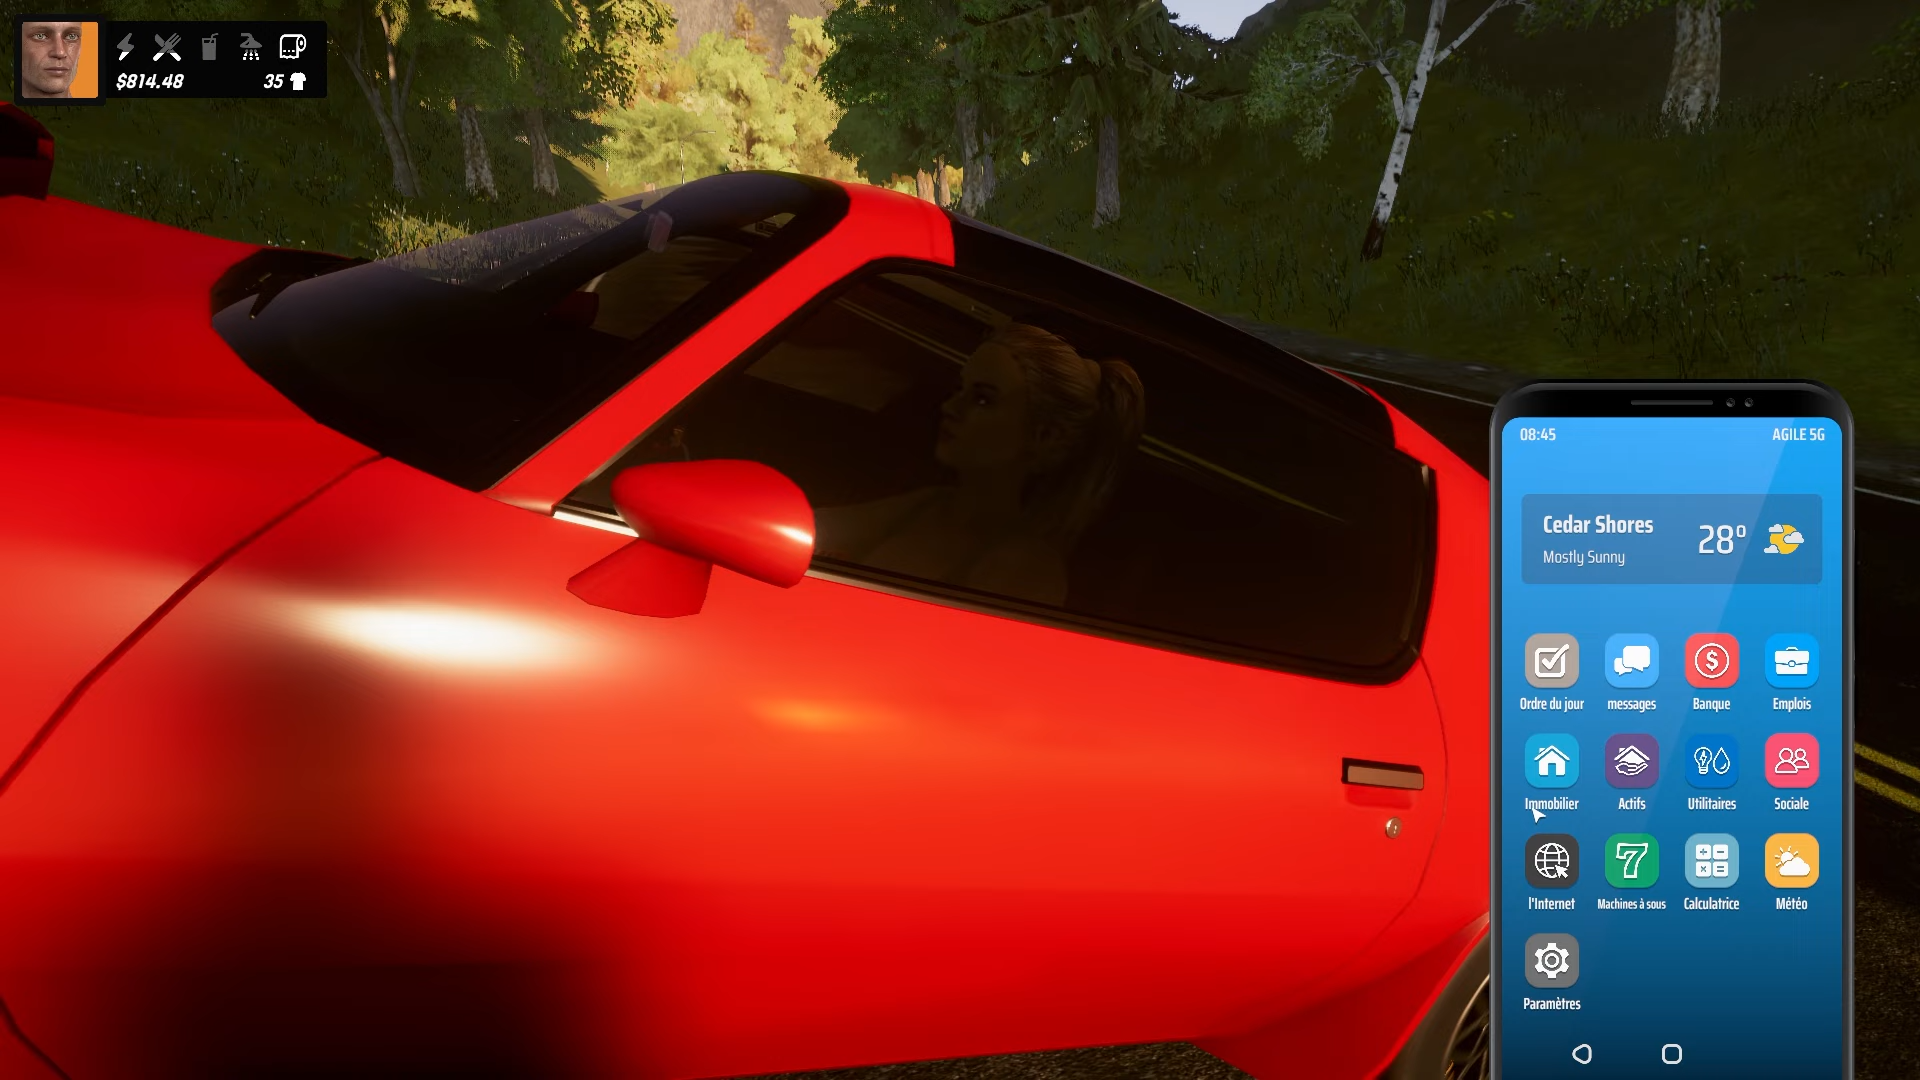 $814.48
35
08:45
AGILE 5G
Cedar Shores
Mostly Sunny
28°
Ordre du jour
messages
Banque
Emplois
Immobilier
Actifs
Utilitaires
Sociale
l'Internet
Machines à sous
Calculatrice
Météo
Paramètres